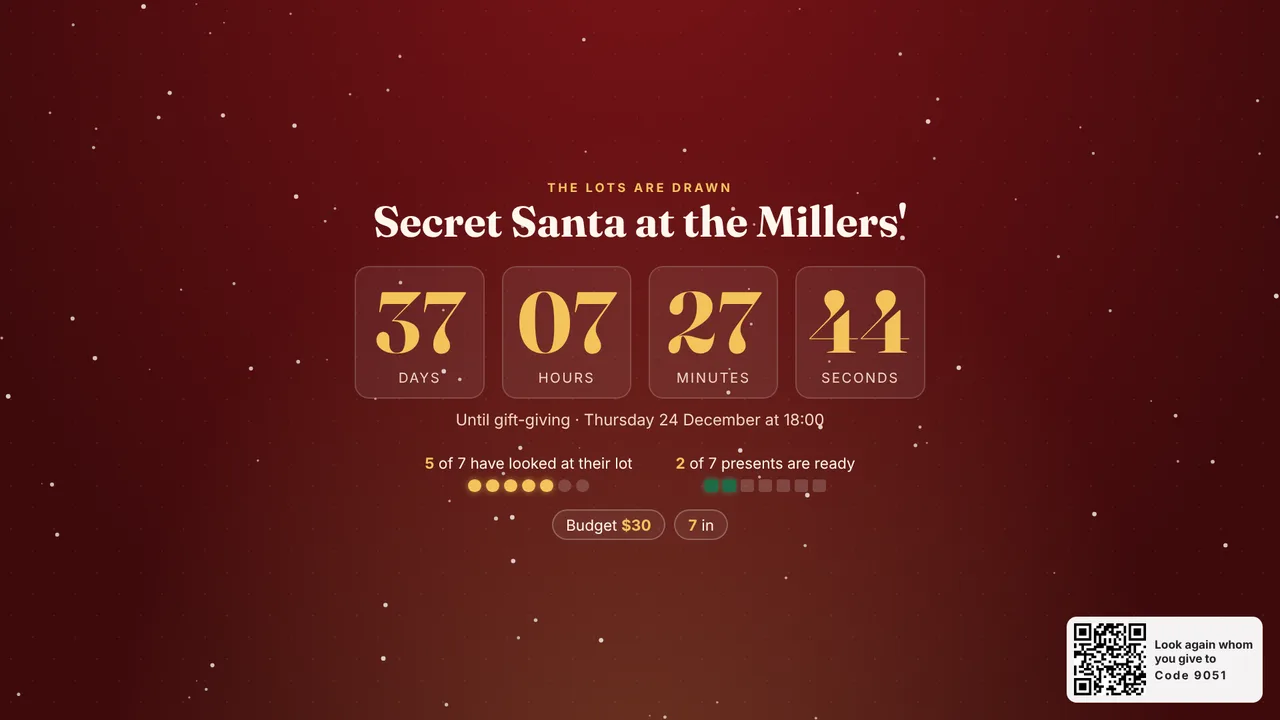 THE LOTS ARE DRAWN
Secret Santa at the Millers'
37 07 27 44
DAYS HOURS MINUTES SECONDS
Until gift-giving · Thursday 24 December at 18:00
5 of 7 have looked at their lot
2 of 7 presents are ready
Budget $30
7 in
Look again whom
you give to
Code 9051